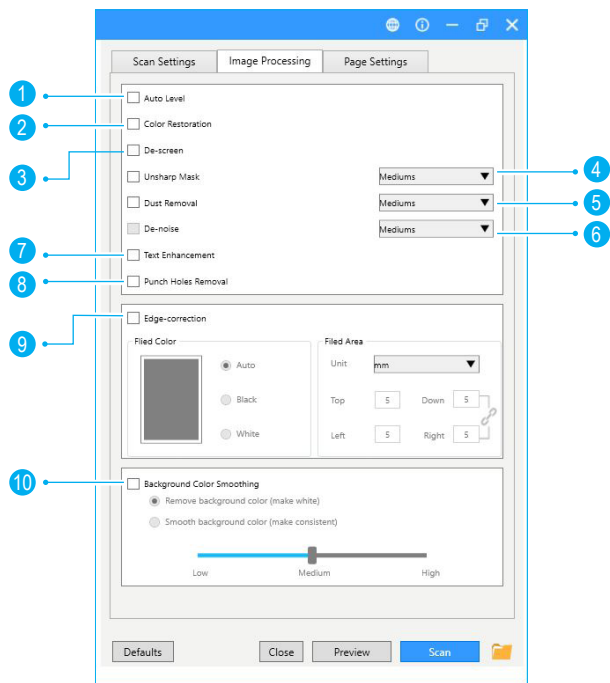 Scan Settings Image Processing Page Settings
1 Auto Level
2 Color Restoration
3 De-screen
Unsharp Mask Mediums 4
Dust Removal Mediums 5
De-noise Mediums 6
7 Text Enhancement
8 Punch Holes Removal
9 Edge-correction
Flied Color Flied Area
Auto Unit mm
Black Top 5 Down 5
White Left 5 Right 5
10 Background Color Smoothing
Remove background color (make white)
Smooth background color (make consistent)
Low Medium High
Defaults Close Preview Scan